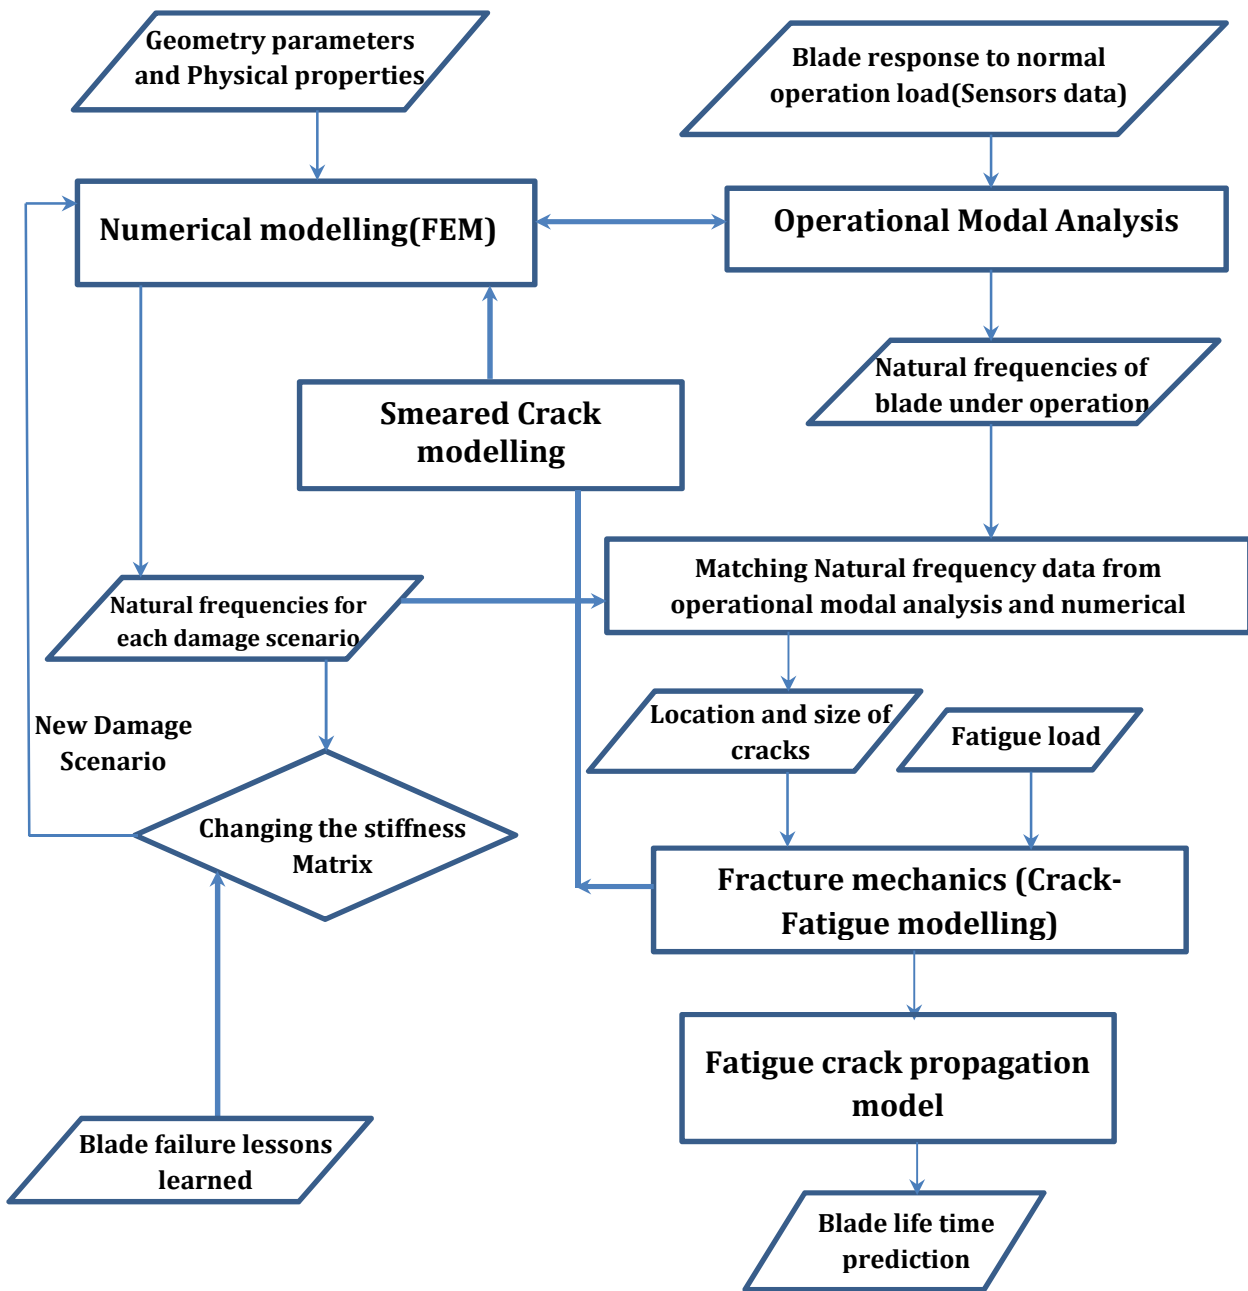 Geometry parameters
and Physical properties
Blade response to normal
operation load(Sensors data)
Numerical modelling(FEM)
Operational Modal Analysis
Natural frequencies of
blade under operation
Smeared Crack
modelling
Matching Natural frequency data from
operational modal analysis and numerical
Natural frequencies for
each damage scenario
Location and size of
cracks
Fatigue load
New Damage
Scenario
Changing the stiffness
Matrix
Fracture mechanics (Crack-
Fatigue modelling)
Fatigue crack propagation
model
Blade failure lessons
learned
Blade life time
prediction